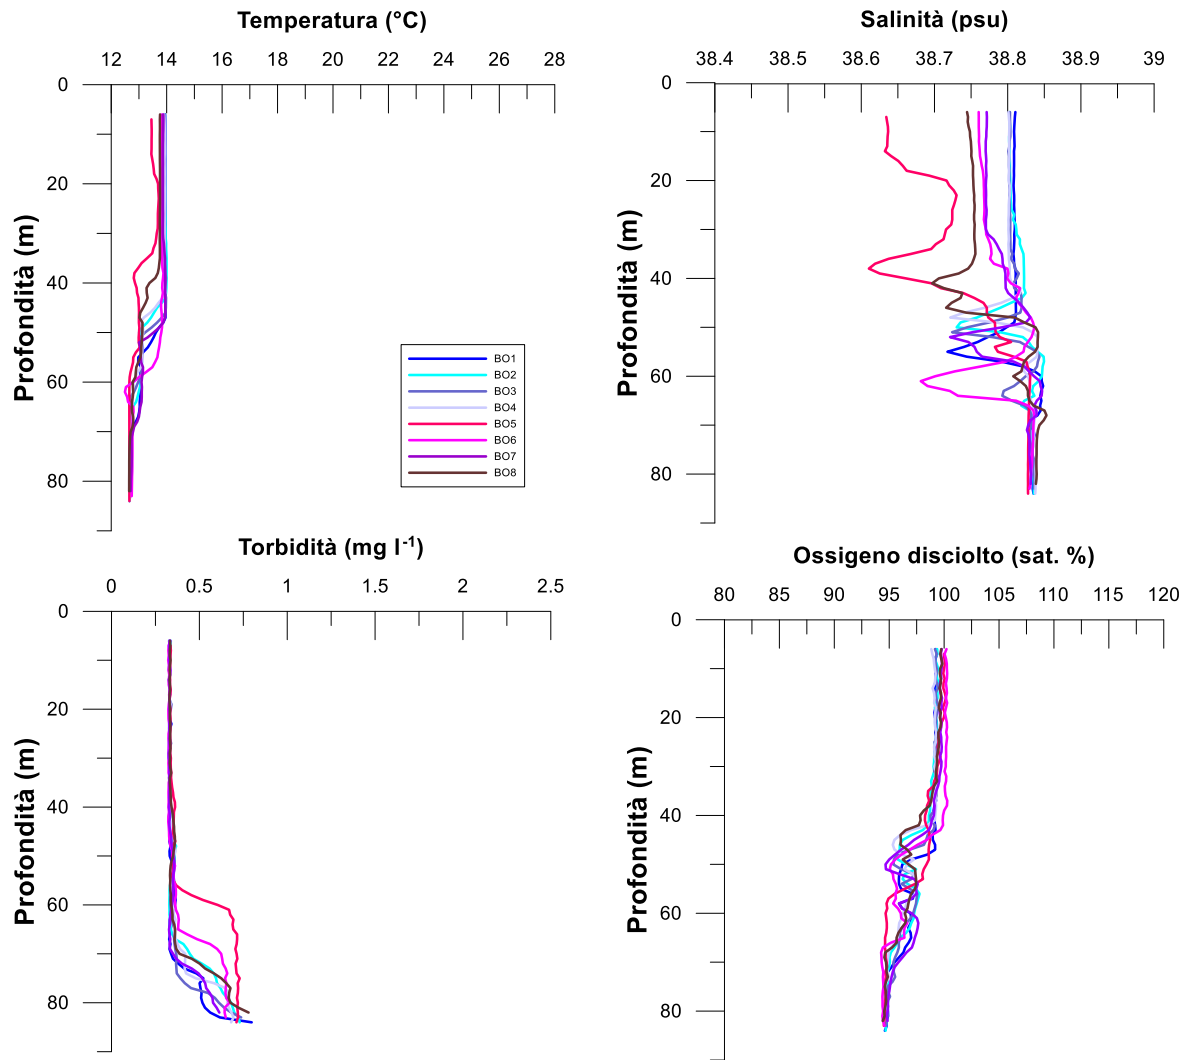 Temperatura (°C)
12 14 16 18 20 22 24 26 28
0
20
40
60
80
Profondità (m)
BO1
BO2
BO3
BO4
BO5
BO6
BO7
BO8
Salinità (psu)
38.4 38.5 38.6 38.7 38.8 38.9 39
0
20
40
60
80
Profondità (m)
Torbidità (mg l-1)
0 0.5 1 1.5 2 2.5
0
20
40
60
80
Profondità (m)
Ossigeno disciolto (sat. %)
80 85 90 95 100 105 110 115 120
0
20
40
60
80
Profondità (m)